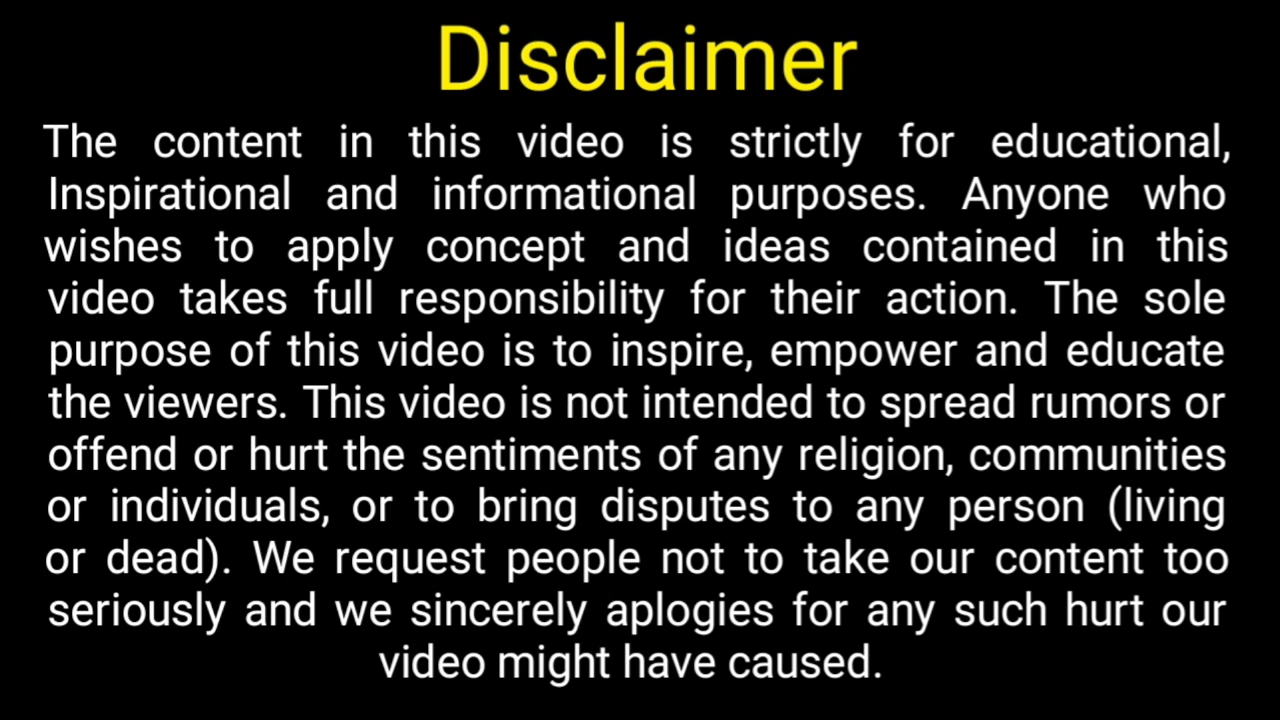 Disclaimer
The content in this video is strictly for educational,
Inspirational and informational purposes. Anyone who
wishes to apply concept and ideas contained in this
video takes full responsibility for their action. The sole
purpose of this video is to inspire, empower and educate
the viewers. This video is not intended to spread rumors or
offend or hurt the sentiments of any religion, communities
or individuals, or to bring disputes to any person (living
or dead). We request people not to take our content too
seriously and we sincerely aplogies for any such hurt our
video might have caused.